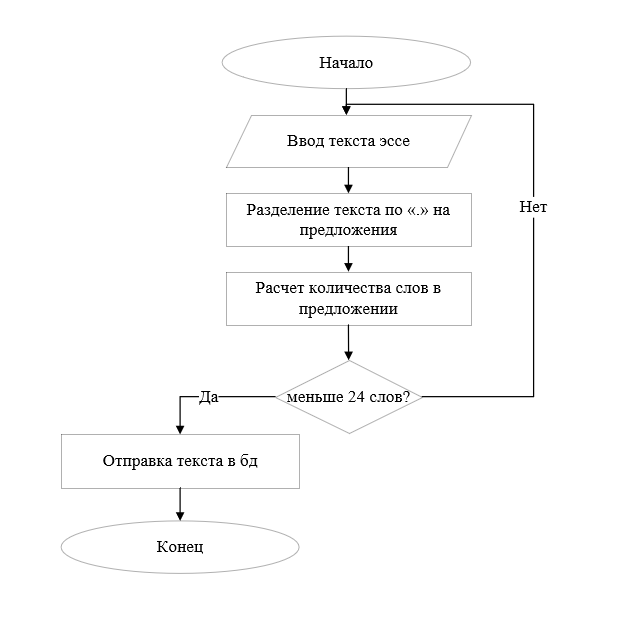 Начало
Ввод текста эссе
Разделение текста по «.» на
предложения
Нет
Расчет количества слов в
предложении
меньше 24 слов?
Да
Отправка текста в бд
Конец